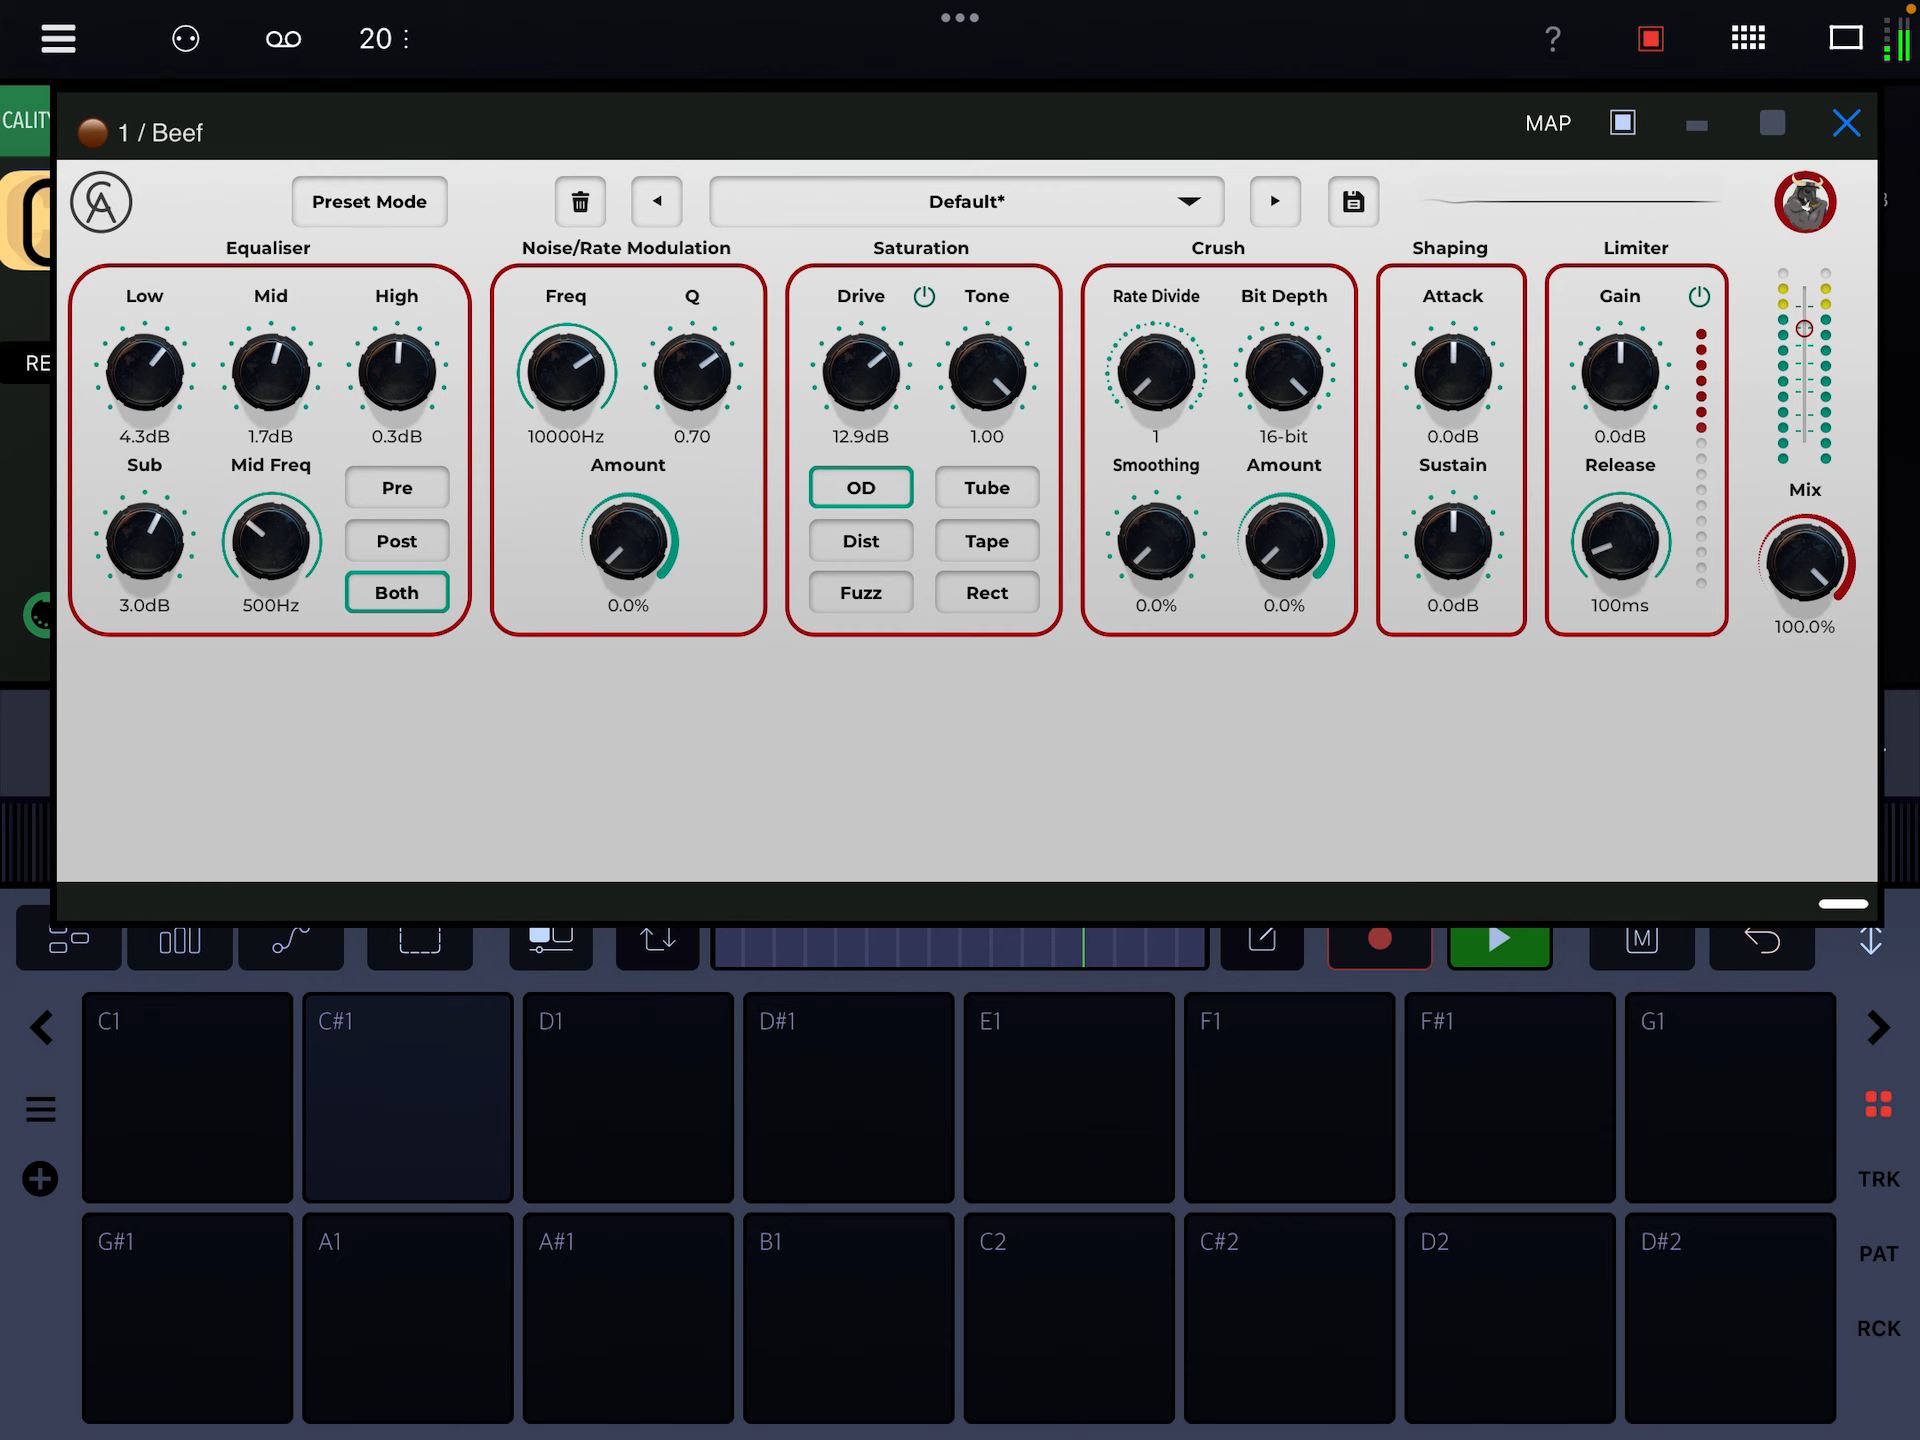 20
?
CALITY
1 / Beef
MAP
Preset Mode
Default*
Equaliser
Noise/Rate Modulation
Saturation
Crush
Shaping
Limiter
Low Mid High
Freq Q
Drive Tone
Rate Divide Bit Depth
Attack
Gain
RE
4.3dB 1.7dB 0.3dB
10000Hz 0.70
12.9dB 1.00
1 16-bit
0.0dB
0.0dB
Sub Mid Freq
Pre
Amount
OD Tube
Smoothing Amount
Sustain
Release
Mix
Post
Dist Tape
Both
Fuzz Rect
3.0dB 500Hz
0.0%
0.0% 0.0%
0.0dB
100ms
100.0%
M
C1 C#1 D1 D#1 E1 F1 F#1 G1
TRK
G#1 A1 A#1 B1 C2 C#2 D2 D#2
PAT
RCK